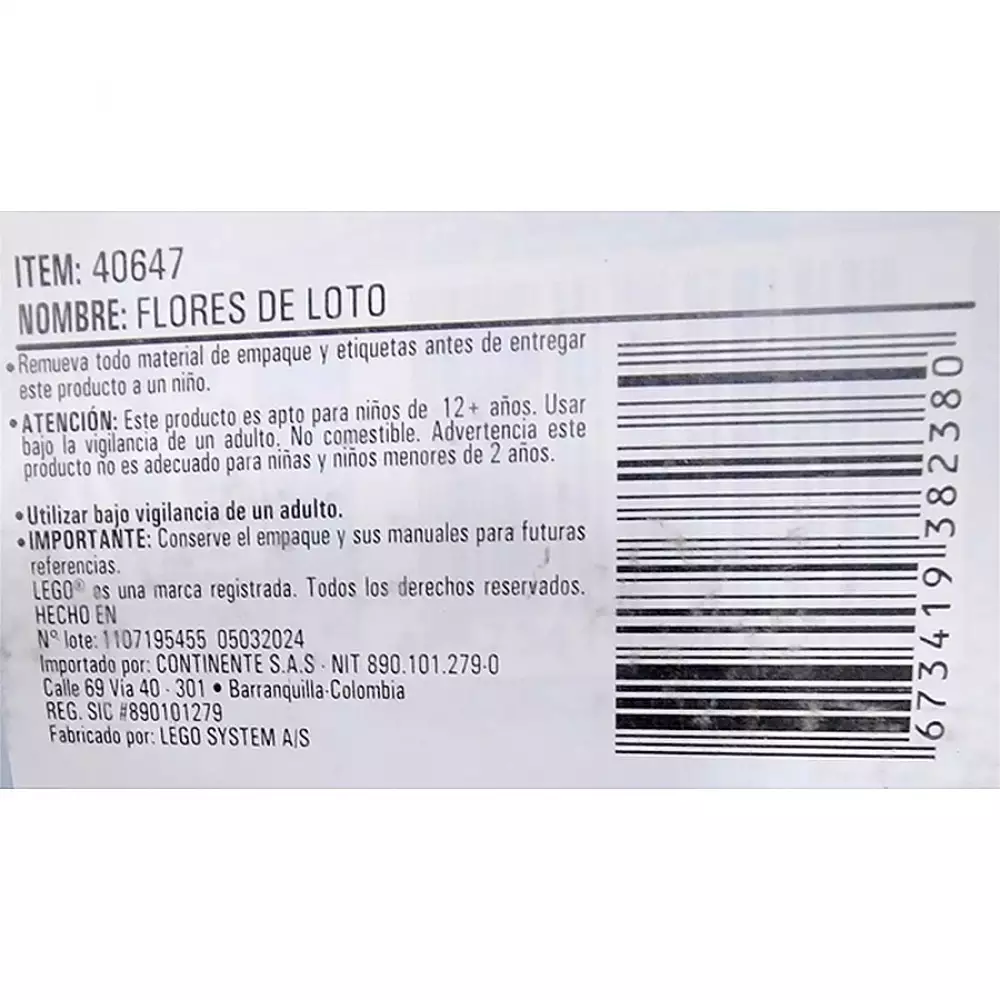 ITEM: 40647
NOMBRE: FLORES DE LOTO
• Remueva todo material de empaque y etiquetas antes de entregar
este producto a un niño.
• ATENCIÓN: Este producto es apto para niños de 12+ años. Usar
bajo la vigilancia de un adulto. No comestible. Advertencia este
producto no es adecuado para niñas y niños menores de 2 años.
• Utilizar bajo vigilancia de un adulto.
• IMPORTANTE: Conserve el empaque y sus manuales para futuras
referencias.
LEGO® es una marca registrada. Todos los derechos reservados.
HECHO EN
N° lote: 1107195455 05032024
Importado por: CONTINENTE S.A.S - NIT 890.101.279-0
Calle 69 Vía 40 - 301 • Barranquilla-Colombia
REG. SIC #890101279
Fabricado por: LEGO SYSTEM A/S
673419382380